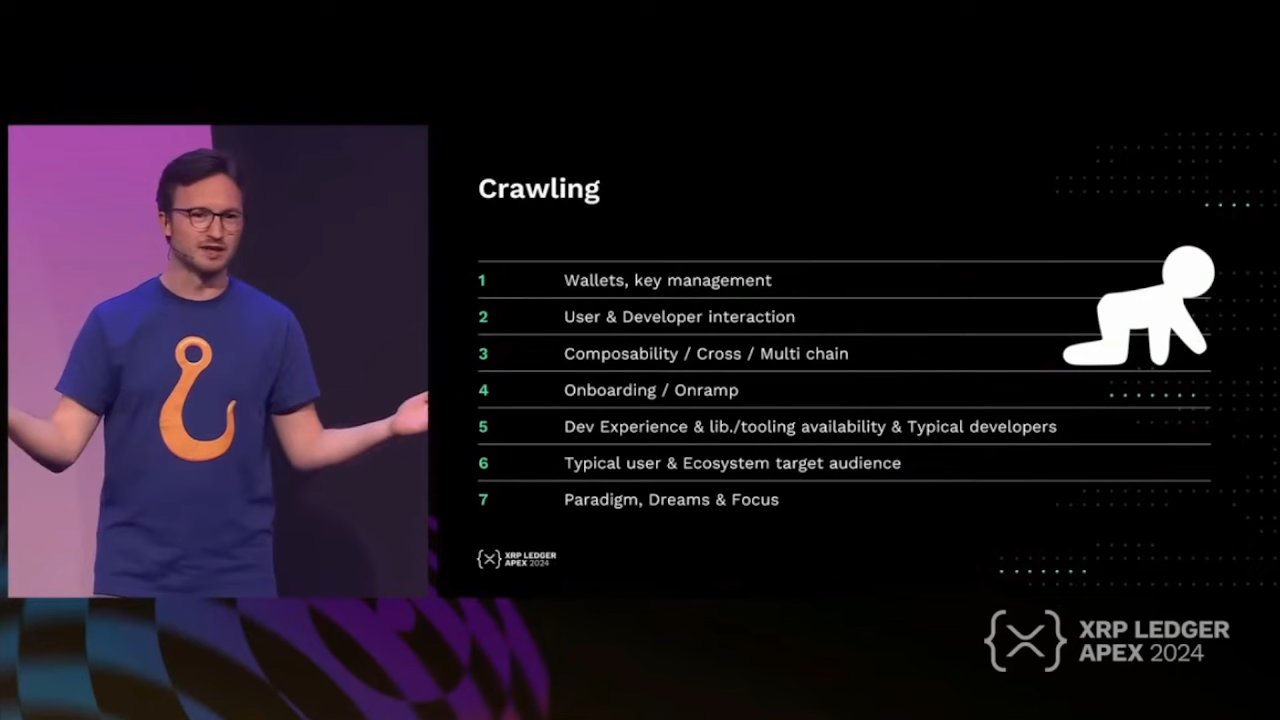 Crawling
1 Wallets, key management
2 User & Developer interaction
3 Composability / Cross / Multi chain
4 Onboarding / Onramp
5 Dev Experience & lib./tooling availability & Typical developers
6 Typical user & Ecosystem target audience
7 Paradigm, Dreams & Focus
XRP LEDGER
APEX 2024
XRP LEDGER
APEX 2024